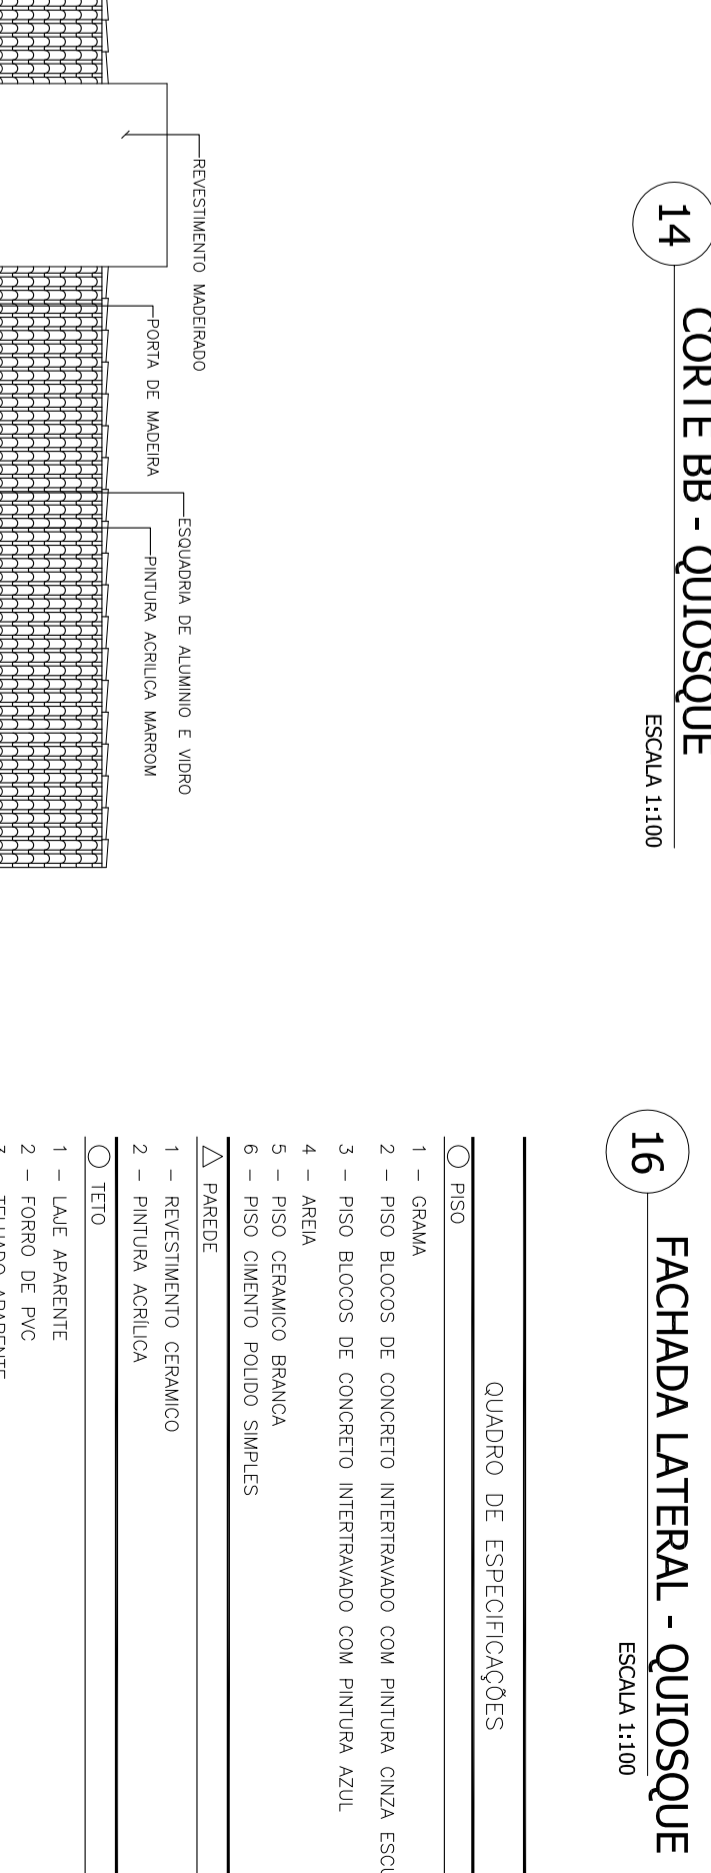 14
CORTE BB - QUIOSQUE
ESCALA 1:100
REVESTIMENTO MADEIRADO
PORTA DE MADEIRA
ESQUADRIA DE ALUMINIO E VIDRO
PINTURA ACRILICA MARROM
16
FACHADA LATERAL - QUIOSQUE
ESCALA 1:100
QUADRO DE ESPECIFICAÇÕES
PISO
1 - GRAMA
2 - PISO BLOCOS DE CONCRETO INTERTRAVADO COM PINTURA CINZA
3 - PISO BLOCOS DE CONCRETO INTERTRAVADO COM PINTURA AZUL
4 - AREIA
5 - PISO CERAMICO BRANCA
6 - PISO CIMENTO POLIDO SIMPLES
PAREDE
1 - REVESTIMENTO CERAMICO
2 - PINTURA ACRÍLICA
TETO
1 - LAJE APARENTE
2 - FORRO DE PVC